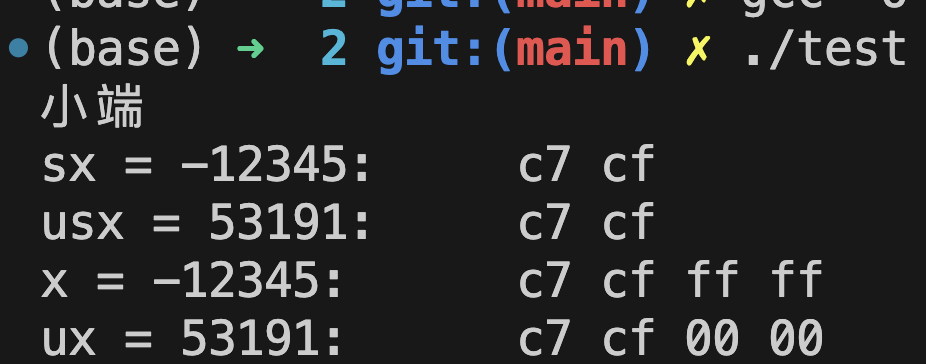 (base) ➜ 2 git:(main) ✗ gcc
(base) ➜ 2 git:(main) ✗ ./test
小端
sx = -12345: c7 cf
usx = 53191: c7 cf
x = -12345: c7 cf ff ff
ux = 53191: c7 cf 00 00